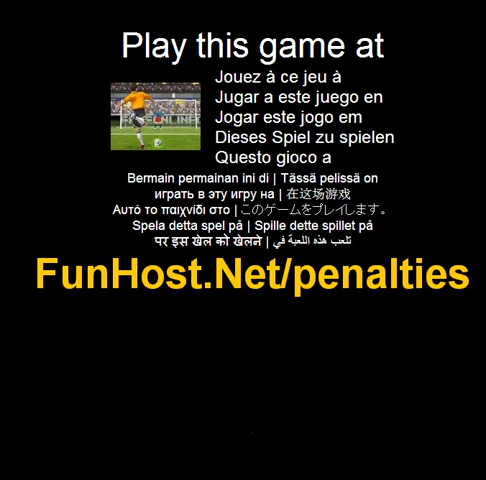 Play this game at
Jouez à ce jeu à
Jugar a este juego en
Jogar este jogo em
Dieses Spiel zu spielen
Questo gioco a
Bermain permainan ini di | Tässä pelissä on
играть в эту игру на | 在这场游戏
Αυτό το παιχνίδι στο | このゲームをプレイします。
Spela detta spel på | Spille dette spillet på
पर इस खेल को खेलने | تلعب هذه اللعبة في
FunHost.Net/penalties